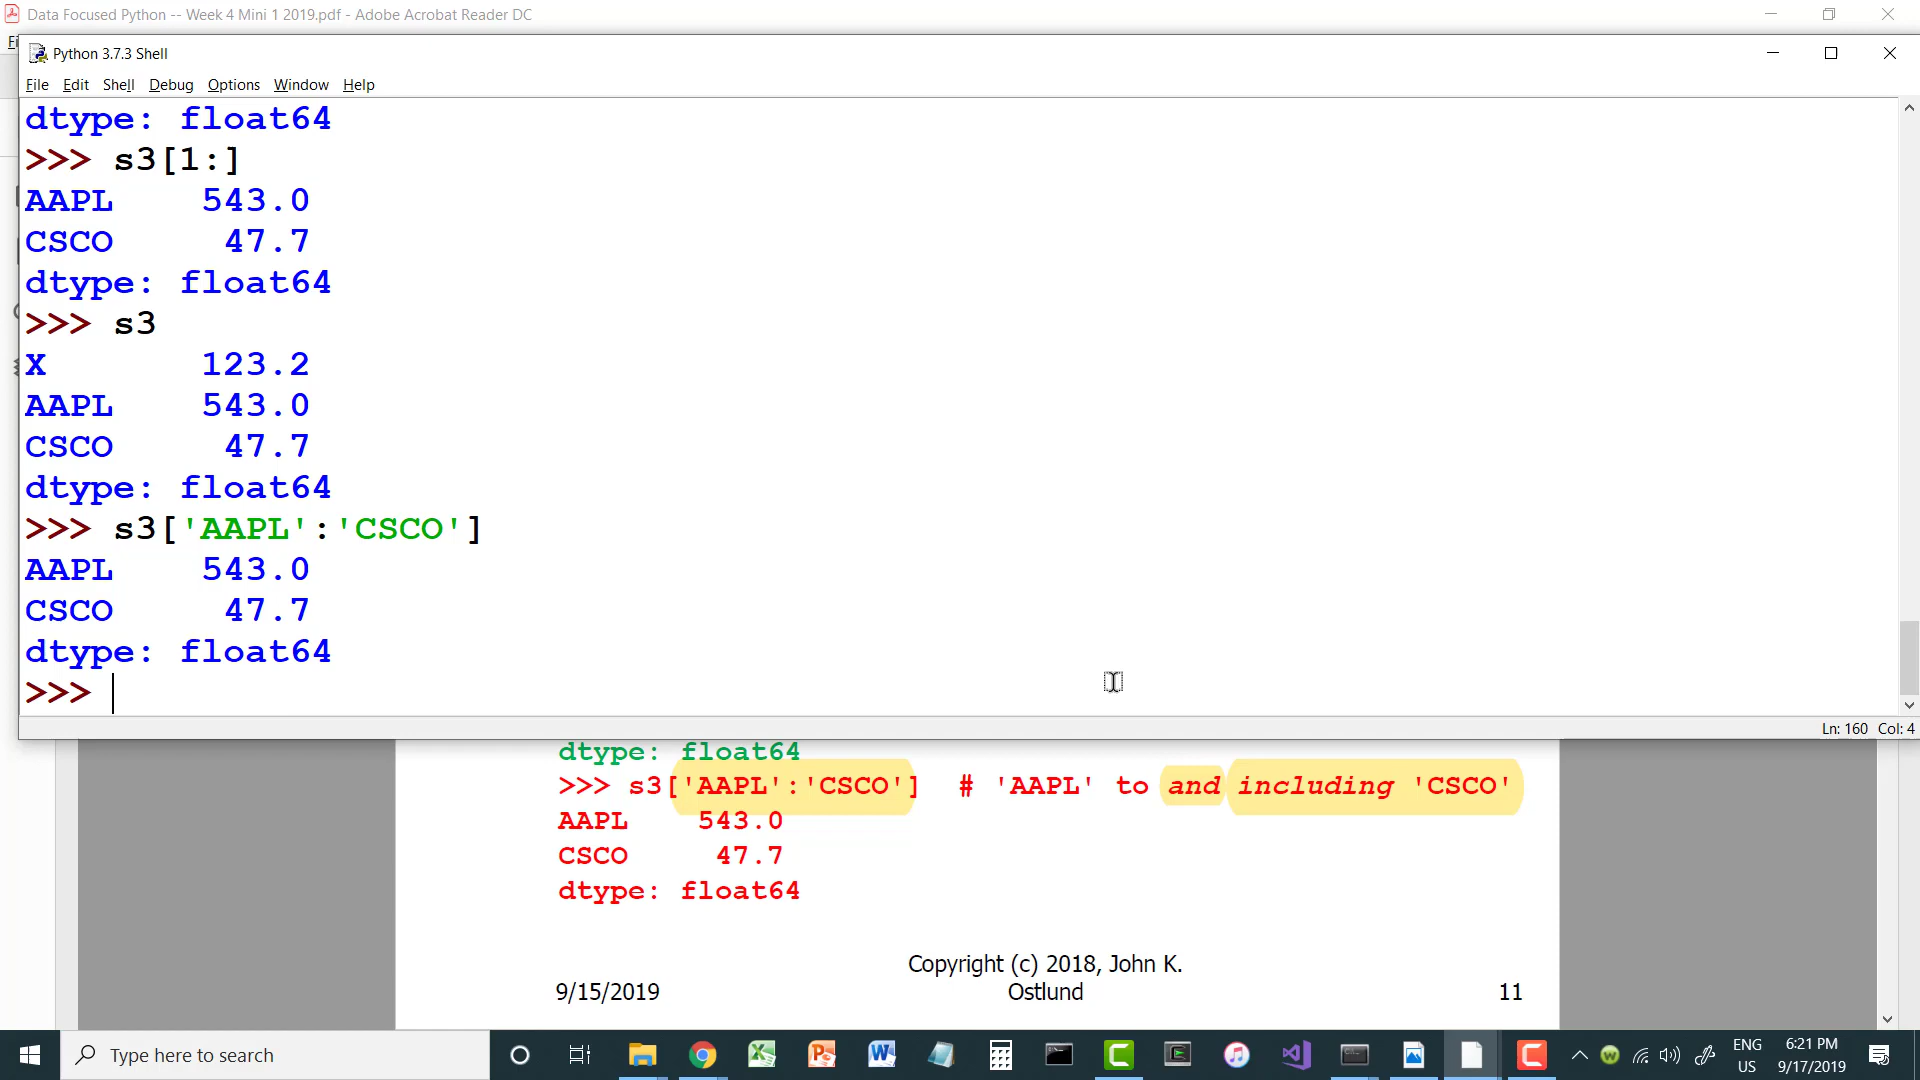 Data Focused Python -- Week 4 Mini 1 2019.pdf - Adobe Acrobat Reader DC
Python 3.7.3 Shell
File Edit Shell Debug Options Window Help
dtype: float64
>>> s3[1:]
AAPL 543.0
CSCO 47.7
dtype: float64
>>> s3
X 123.2
AAPL 543.0
CSCO 47.7
dtype: float64
>>> s3['AAPL':'CSCO']
AAPL 543.0
CSCO 47.7
dtype: float64
>>>
Ln: 160 Col: 4
dtype: float64
>>> s3['AAPL':'CSCO'] # 'AAPL' to and including 'CSCO'
AAPL 543.0
CSCO 47.7
dtype: float64
Copyright (c) 2018, John K.
Ostlund
9/15/2019
11
Type here to search
ENG
US
6:21 PM
9/17/2019